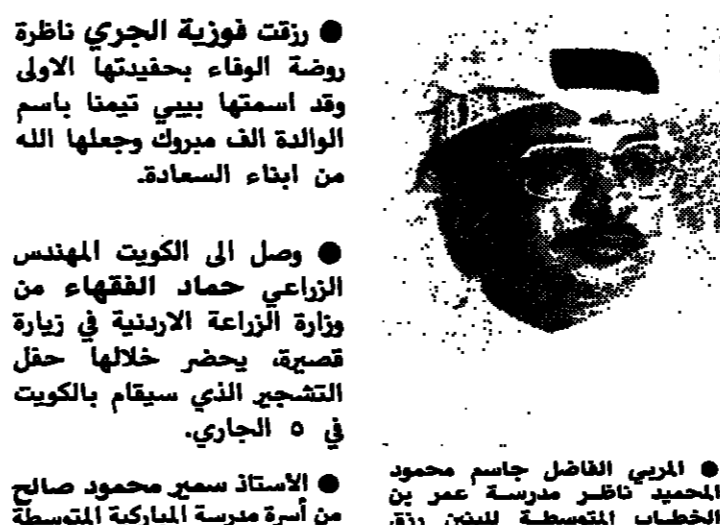 ● رزقت فوزية الجري ناظرة
روضة الوفاء بحفيدتها الاولى
وقد اسمتها بيبي تيمنا باسم
الوالدة الف مبروك وجعلها الله
من ابناء السعادة.
● وصل الى الكويت المهندس
الزراعي حماد الفقهاء من
وزارة الزراعة الاردنية في زيارة
قصيرة، يحضر خلالها حفل
التشجير الذي سيقام بالكويت
في ٥ الجاري.
● الأستاذ سمير محمود صالح
من أسرة مدرسة المباركية المتوسطة
● المربي الفاضل جاسم محمود
المحميد ناظر مدرسة عمر بن
الخطاب المتوسطة للبنين رزق